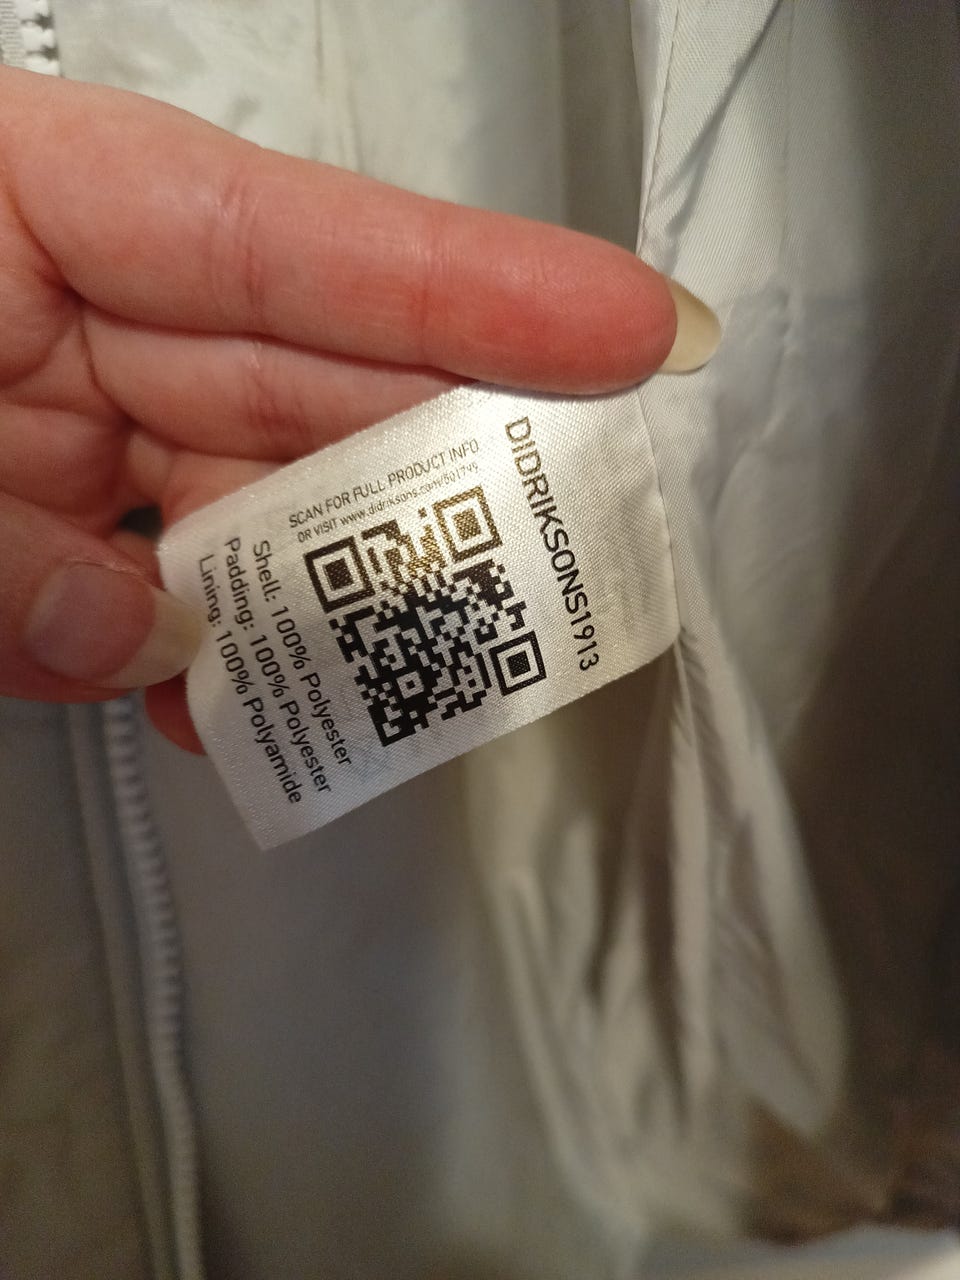 DIDRIKSONS1913
SCAN FOR FULL PRODUCT INFO
OR VISIT www.didriksons.com/501745
Shell: 100% Polyester
Padding: 100% Polyester
Lining: 100% Polyamide